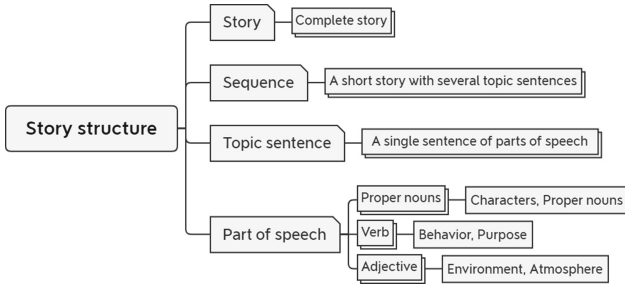 Story structure
Story
Complete story
Sequence
A short story with several topic sentences
Topic sentence
A single sentence of parts of speech
Part of speech
Proper nouns
Characters, Proper nouns
Verb
Behavior, Purpose
Adjective
Environment, Atmosphere